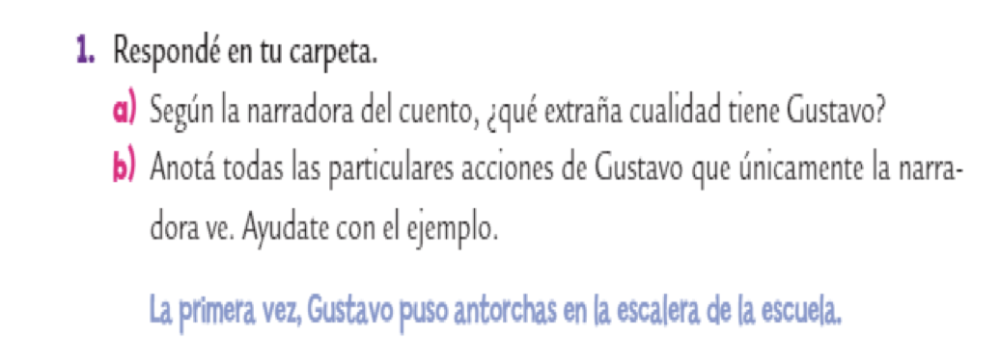 1. Respondé en tu carpeta.
a) Según la narradora del cuento, ¿qué extraña cualidad tiene Gustavo?
b) Anotá todas las particulares acciones de Gustavo que únicamente la narra-
dora ve. Ayudate con el ejemplo.
La primera vez, Gustavo puso antorchas en la escalera de la escuela.